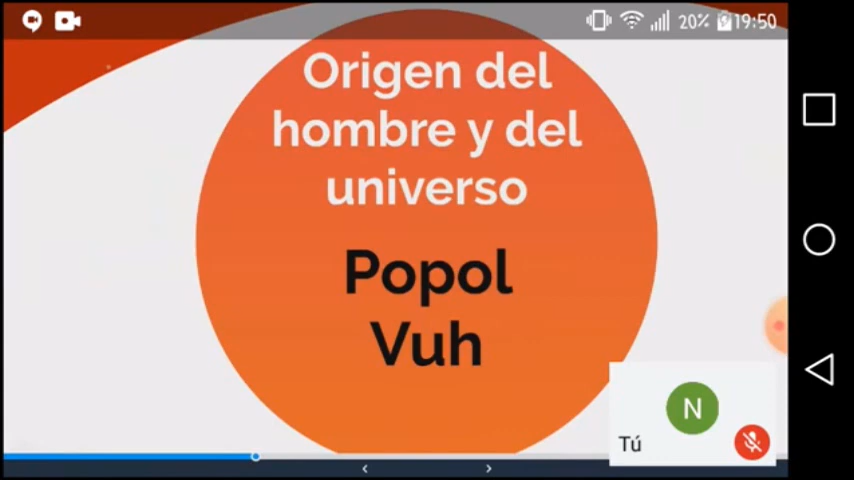 20% 19:50
Origen del
hombre y del
universo
Popol
Vuh
N
Tú